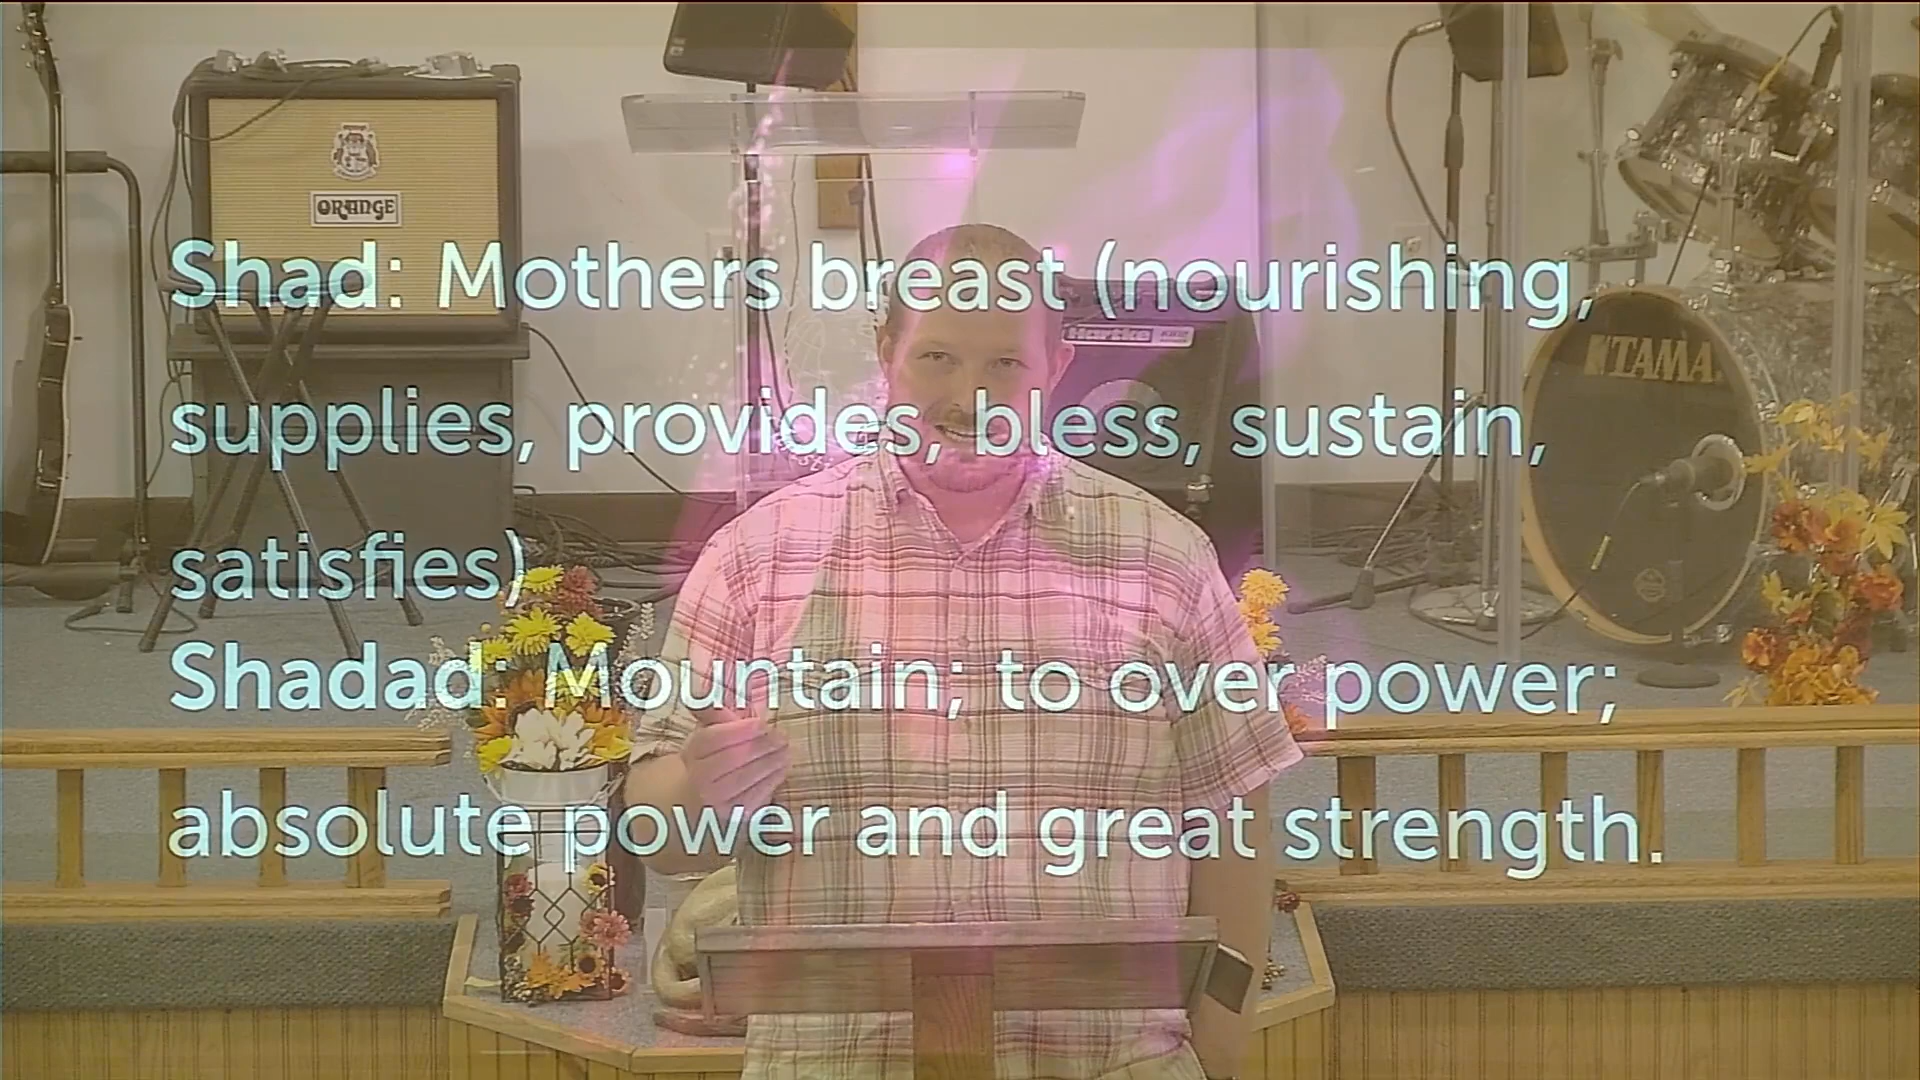 ORANGE
Shad: Mothers breast (nourishing,
Hartke
TAMA
supplies, provides, bless, sustain,
satisfies)
Shadad: Mountain; to over power;
absolute power and great strength.